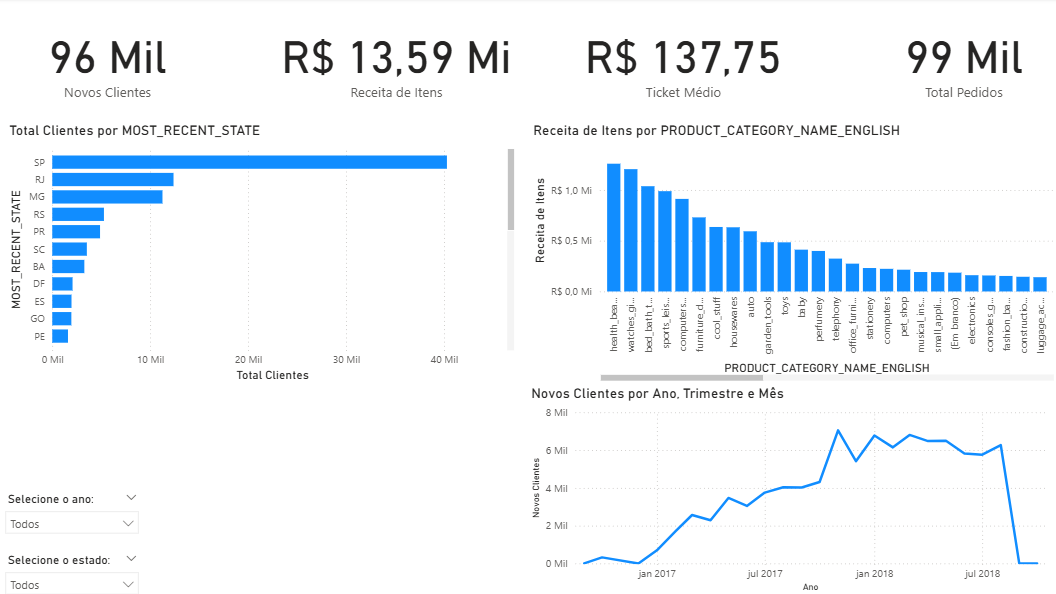 96 Mil
Novos Clientes
R$ 13,59 Mi
Receita de Itens
R$ 137,75
Ticket Médio
99 Mil
Total Pedidos
Total Clientes por MOST_RECENT_STATE
MOST_RECENT_STATE
SP
RJ
MG
RS
PR
SC
BA
DF
ES
GO
PE
0 Mil 10 Mil 20 Mil 30 Mil 40 Mil
Total Clientes
Receita de Itens por PRODUCT_CATEGORY_NAME_ENGLISH
Receita de Itens
R$ 1,0 Mi
R$ 0,5 Mi
R$ 0,0 Mi
health_bea...
watches_gi...
bed_bath_t...
sports_leis...
computers...
furniture_d...
cool_stuff
housewares
auto
garden_tools
toys
baby
perfumery
telephony
office_furni...
stationery
computers
pet_shop
musical_ins...
small_appli...
(Em branco)
electronics
consoles_g...
fashion_ba...
constructio...
luggage_ac...
PRODUCT_CATEGORY_NAME_ENGLISH
Novos Clientes por Ano, Trimestre e Mês
Novos Clientes
8 Mil
6 Mil
4 Mil
2 Mil
0 Mil
jan 2017 jul 2017 jan 2018 jul 2018
Ano
Selecione o ano:
Todos
Selecione o estado:
Todos